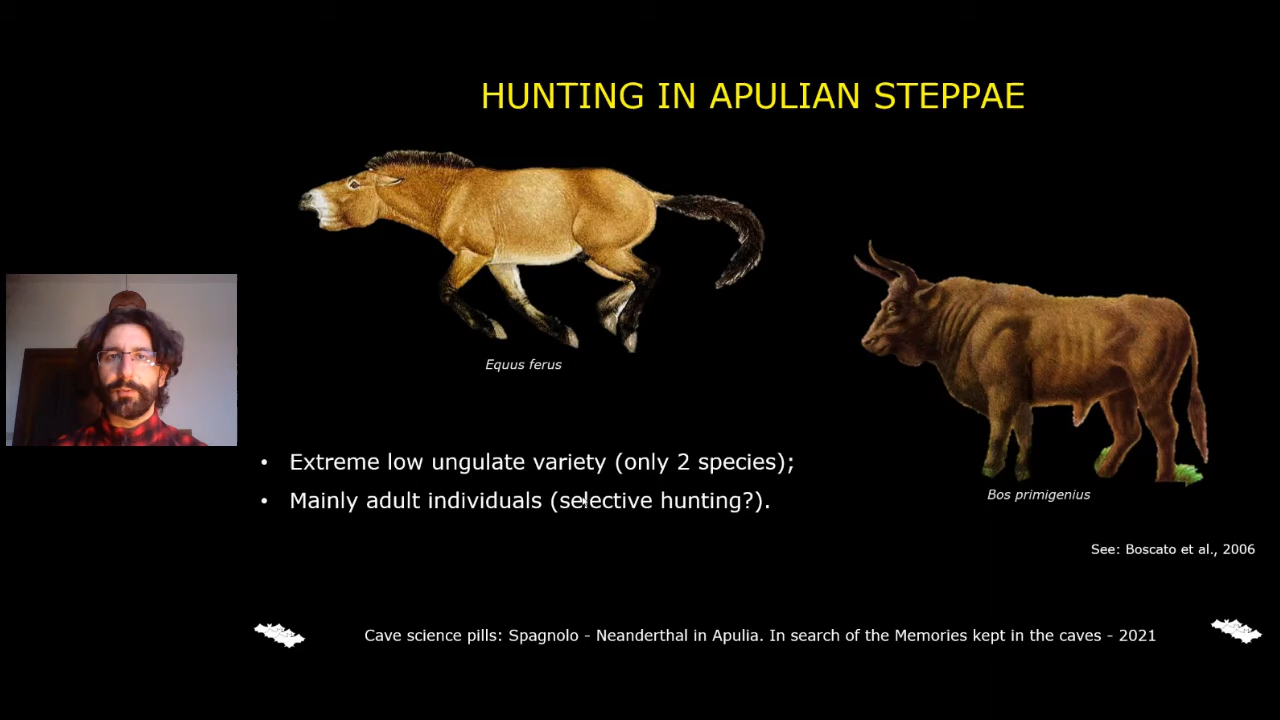 HUNTING IN APULIAN STEPPAE
Equus ferus
• Extreme low ungulate variety (only 2 species);
• Mainly adult individuals (selective hunting?).
Bos primigenius
See: Boscato et al., 2006
Cave science pills: Spagnolo - Neanderthal in Apulia. In search of the Memories kept in the caves - 2021